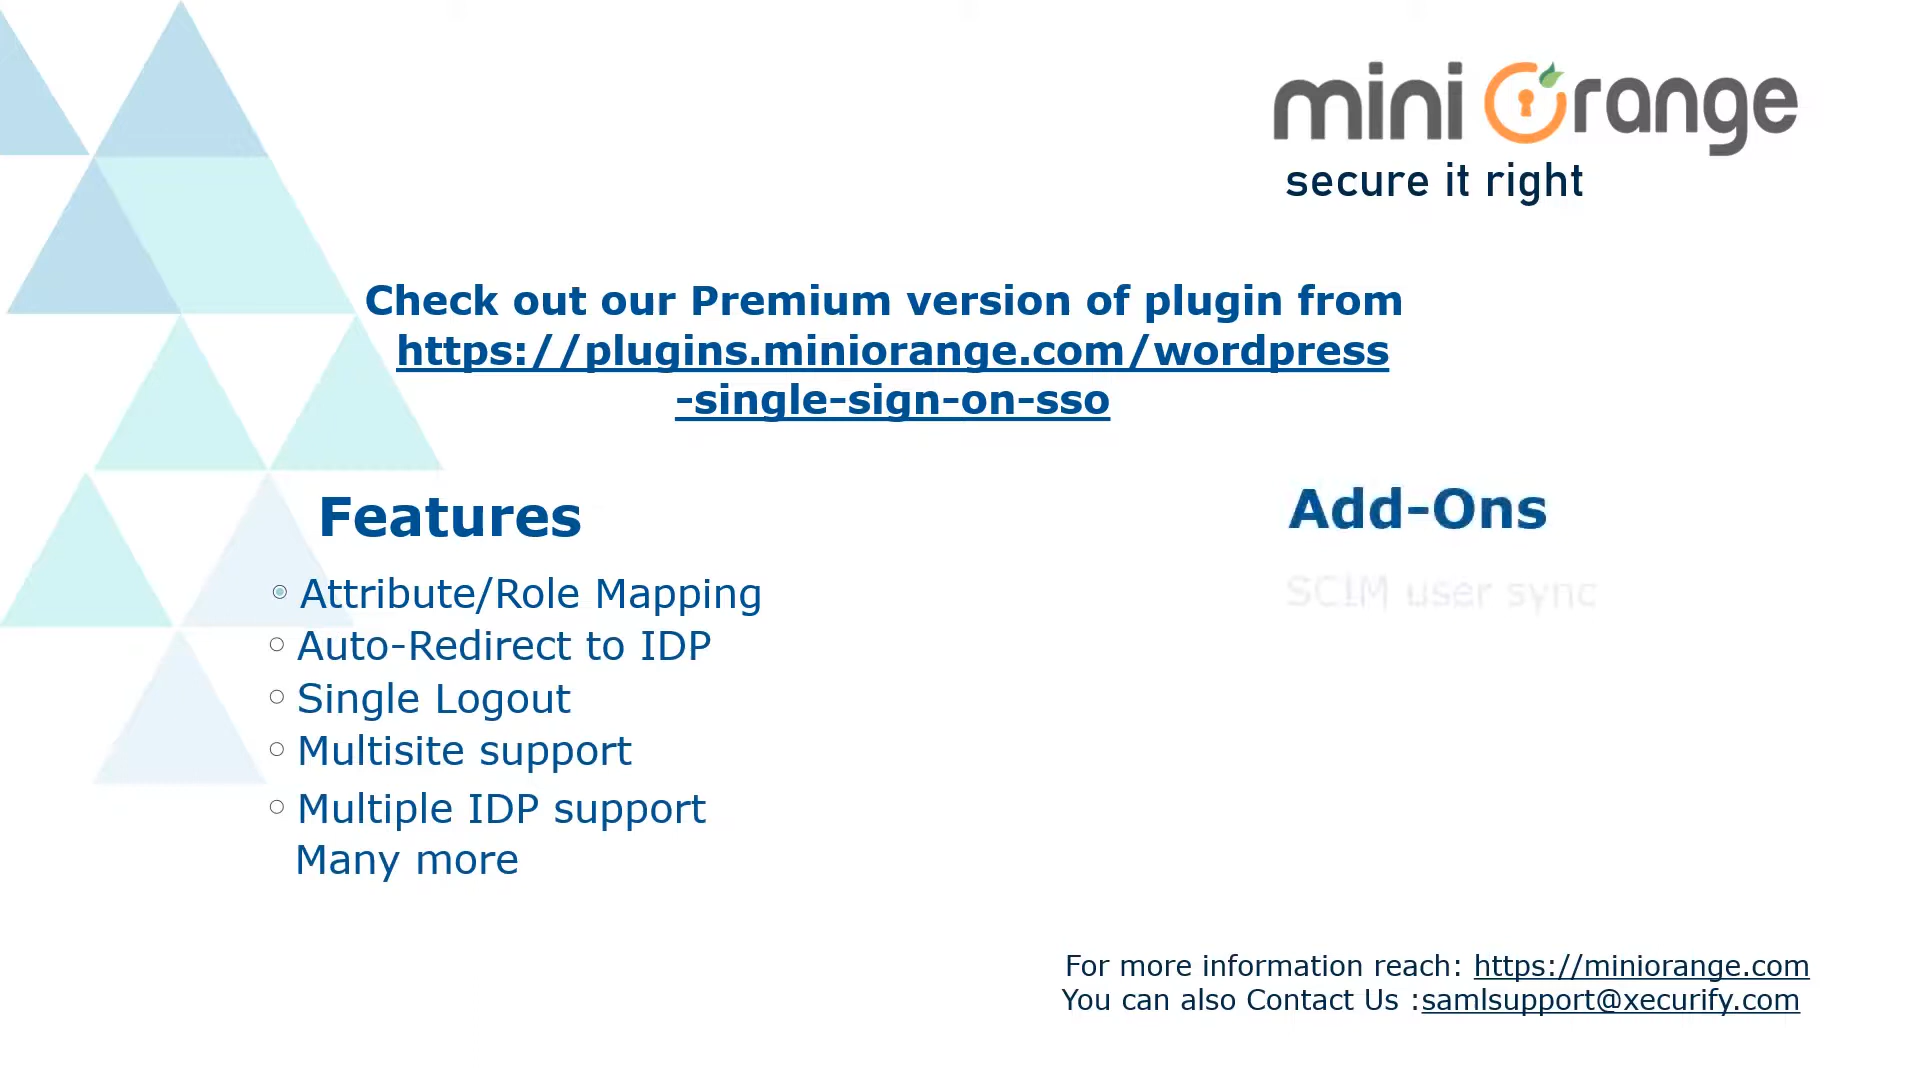 mini Orange
secure it right
Check out our Premium version of plugin from
https://plugins.miniorange.com/wordpress
-single-sign-on-sso
Features
Attribute/Role Mapping
Auto-Redirect to IDP
Single Logout
Multisite support
Multiple IDP support
Many more
Add-Ons
SCIM user sync
For more information reach: https://miniorange.com
You can also Contact Us :samlsupport@xecurify.com